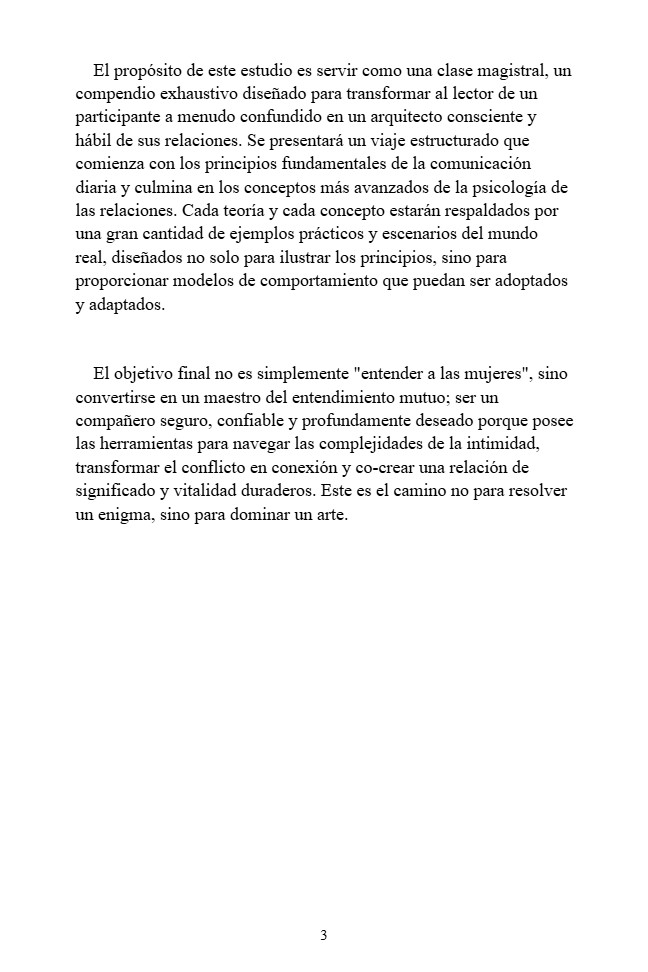 El propósito de este estudio es servir como una clase magistral, un
compendio exhaustivo diseñado para transformar al lector de un
participante a menudo confundido en un arquitecto consciente y
hábil de sus relaciones. Se presentará un viaje estructurado que
comienza con los principios fundamentales de la comunicación
diaria y culmina en los conceptos más avanzados de la psicología de
las relaciones. Cada teoría y cada concepto estarán respaldados por
una gran cantidad de ejemplos prácticos y escenarios del mundo
real, diseñados no solo para ilustrar los principios, sino para
proporcionar modelos de comportamiento que puedan ser adoptados
y adaptados.
El objetivo final no es simplemente "entender a las mujeres", sino
convertirse en un maestro del entendimiento mutuo; ser un
compañero seguro, confiable y profundamente deseado porque posee
las herramientas para navegar las complejidades de la intimidad,
transformar el conflicto en conexión y co-crear una relación de
significado y vitalidad duraderos. Este es el camino no para resolver
un enigma, sino para dominar un arte.
3